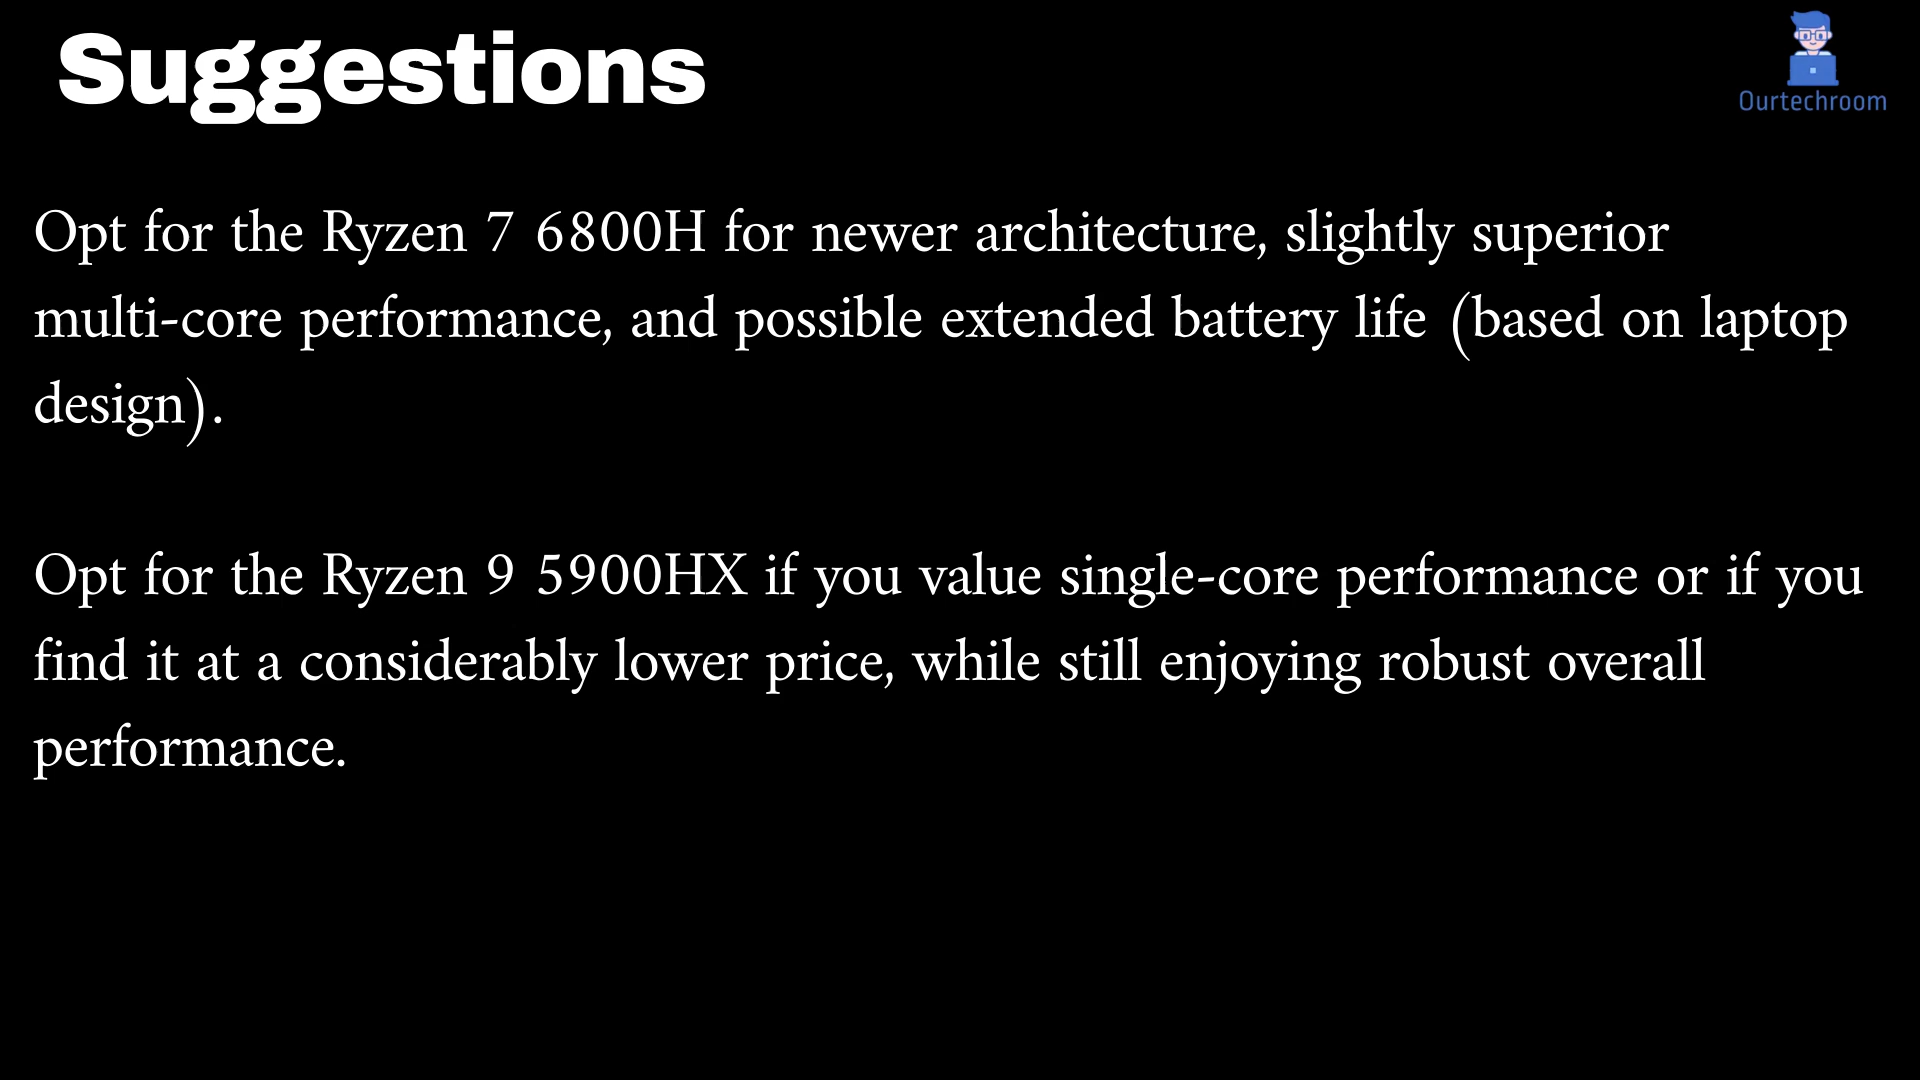 Suggestions
Ourtechroom
Opt for the Ryzen 7 6800H for newer architecture, slightly superior
multi-core performance, and possible extended battery life (based on laptop
design).
Opt for the Ryzen 9 5900HX if you value single-core performance or if you
find it at a considerably lower price, while still enjoying robust overall
performance.